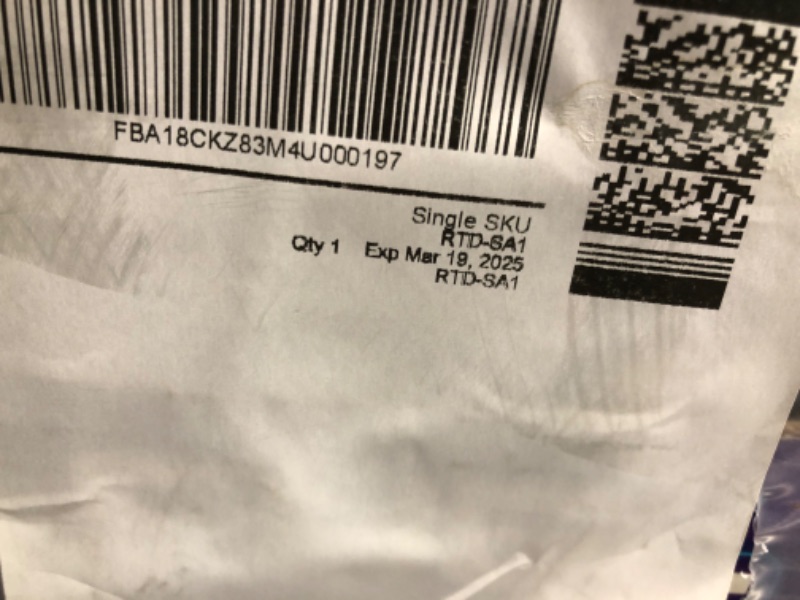 FBA18CKZ83M4U000197
Single SKU
RTD-SA1
Qty 1 Exp Mar 19, 2025
RTD-SA1